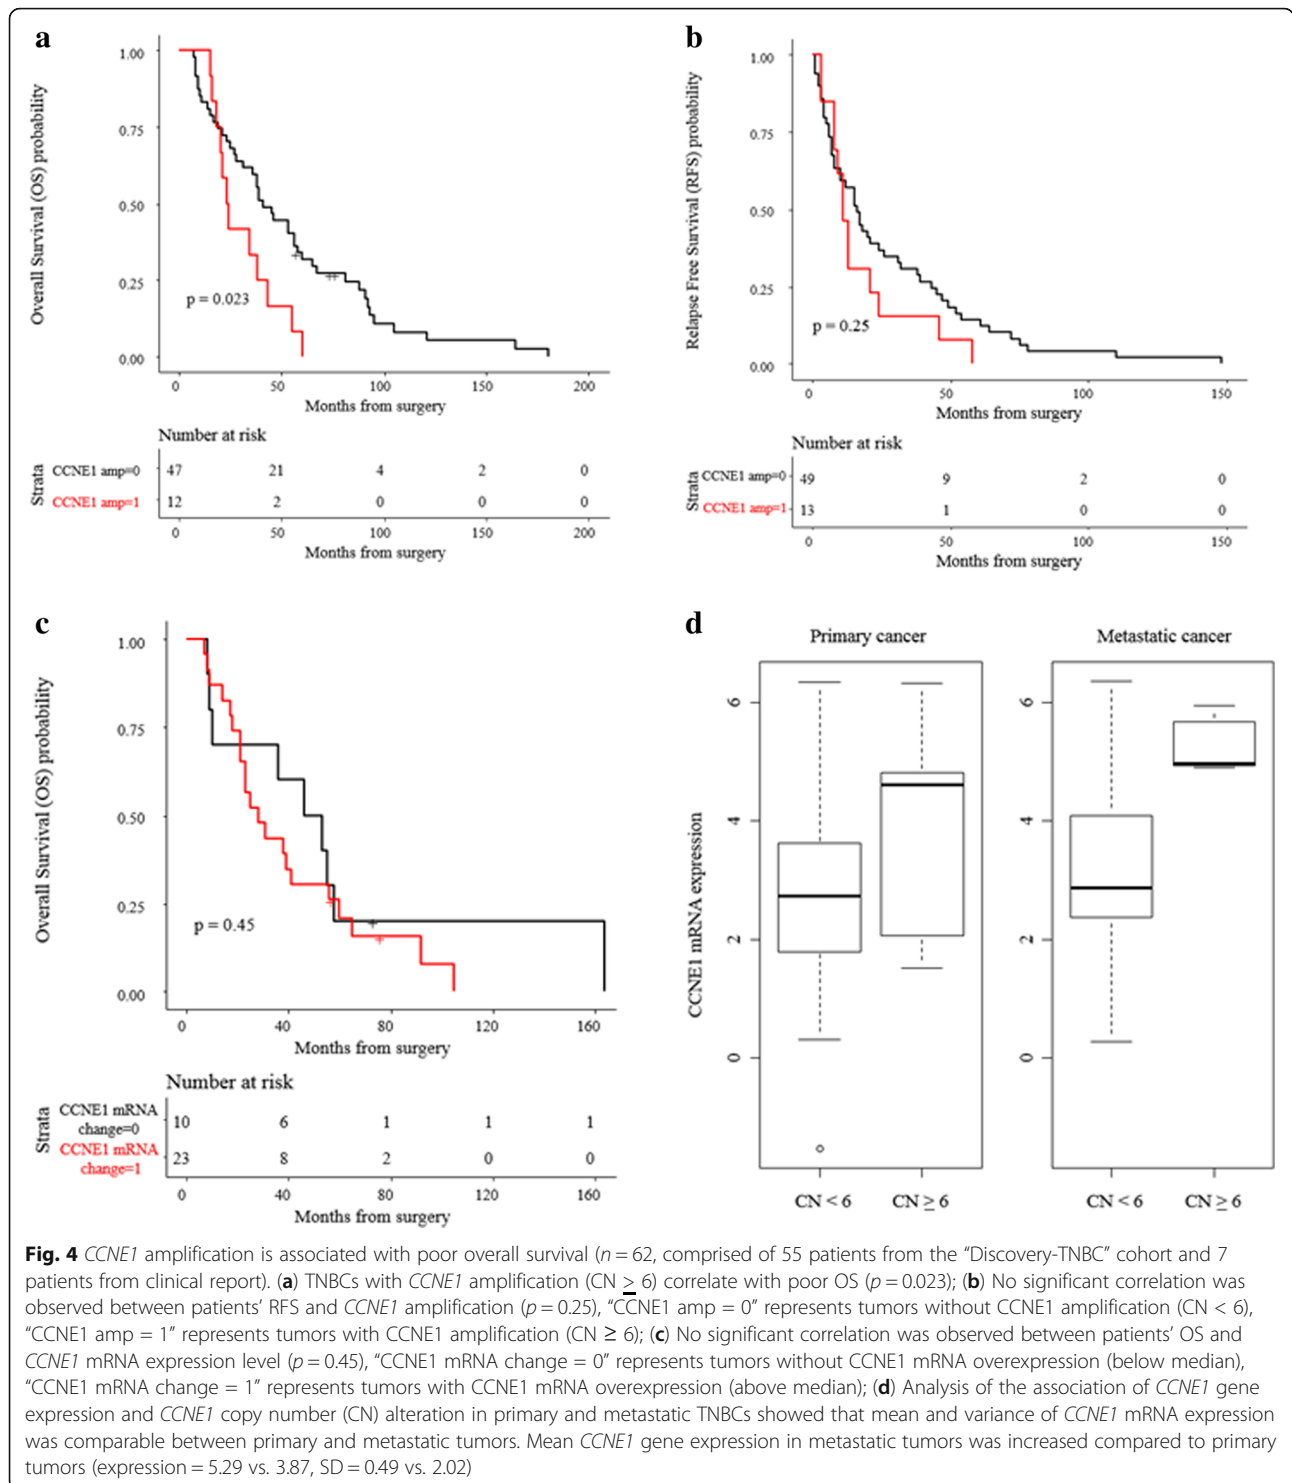 a
Overall Survival (OS) probability
1.00
0.75
0.50
0.25
0.00
p = 0.023
0 50 100 150 200
Months from surgery
Number at risk
Strata
CCNE1 amp=0 47 21 4 2 0
CCNE1 amp=1 12 2 0 0 0
0 50 100 150 200
Months from surgery
b
Relapse Free Survival (RFS) probability
1.00
0.75
0.50
0.25
0.00
p = 0.25
0 50 100 150
Months from surgery
Number at risk
Strata
CCNE1 amp=0 49 9 2 0
CCNE1 amp=1 13 1 0 0
0 50 100 150
Months from surgery
c
Overall Survival (OS) probability
1.00
0.75
0.50
0.25
0.00
p = 0.45
0 40 80 120 160
Months from surgery
Number at risk
Strata
CCNE1 mRNA
change=0
10 6 1 1 1
CCNE1 mRNA
change=1
23 8 2 0 0
0 40 80 120 160
Months from surgery
d
Primary cancer
Metastatic cancer
CCNE1 mRNA expression
6
4
2
0
CN < 6 CN ≥ 6
6
4
2
0
CN < 6 CN ≥ 6
Fig. 4 CCNE1 amplification is associated with poor overall survival (n = 62, comprised of 55 patients from the "Discovery-TNBC" cohort and 7
patients from clinical report). (a) TNBCs with CCNE1 amplification (CN ≥ 6) correlate with poor OS (p = 0.023); (b) No significant correlation was
observed between patients' RFS and CCNE1 amplification (p = 0.25), "CCNE1 amp = 0" represents tumors without CCNE1 amplification (CN < 6),
"CCNE1 amp = 1" represents tumors with CCNE1 amplification (CN ≥ 6); (c) No significant correlation was observed between patients' OS and
CCNE1 mRNA expression level (p = 0.45), "CCNE1 mRNA change = 0" represents tumors without CCNE1 mRNA overexpression (below median),
"CCNE1 mRNA change = 1" represents tumors with CCNE1 mRNA overexpression (above median); (d) Analysis of the association of CCNE1 gene
expression and CCNE1 copy number (CN) alteration in primary and metastatic TNBCs showed that mean and variance of CCNE1 mRNA expression
was comparable between primary and metastatic tumors. Mean CCNE1 gene expression in metastatic tumors was increased compared to primary
tumors (expression = 5.29 vs. 3.87, SD = 0.49 vs. 2.02)